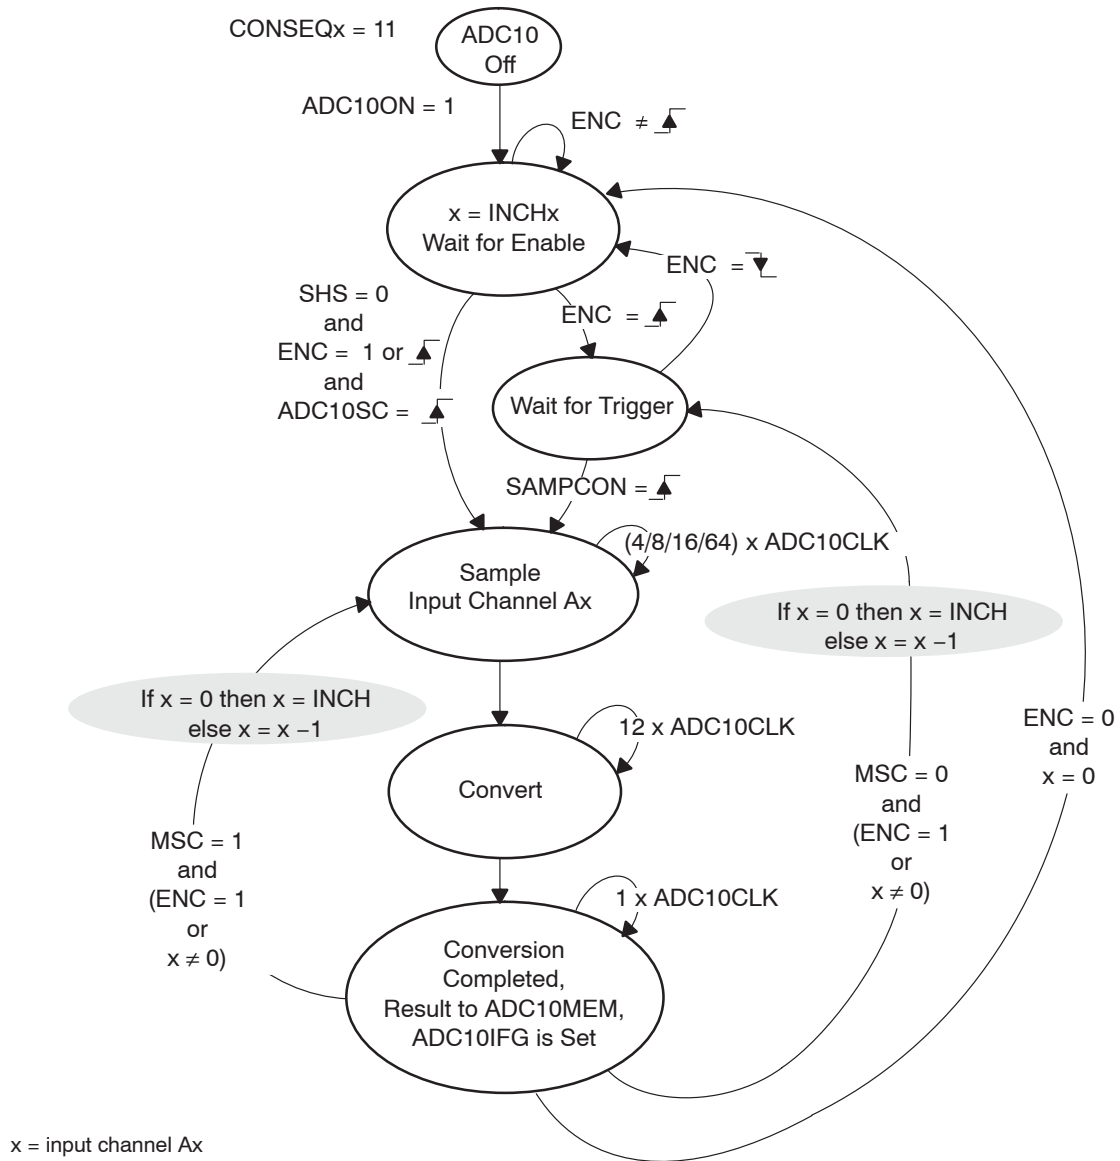 CONSEQx = 11
ADC10
Off
ADC10ON = 1
ENC ≠
x = INCHx
Wait for Enable
ENC =
SHS = 0
and
ENC = 1 or
and
ADC10SC =
ENC =
Wait for Trigger
SAMPCON =
(4/8/16/64) x ADC10CLK
Sample
Input Channel Ax
If x = 0 then x = INCH
else x = x −1
If x = 0 then x = INCH
else x = x −1
12 x ADC10CLK
Convert
ENC = 0
and
x = 0
MSC = 0
and
(ENC = 1
or
x ≠ 0)
MSC = 1
and
(ENC = 1
or
x ≠ 0)
1 x ADC10CLK
Conversion
Completed,
Result to ADC10MEM,
ADC10IFG is Set
x = input channel Ax